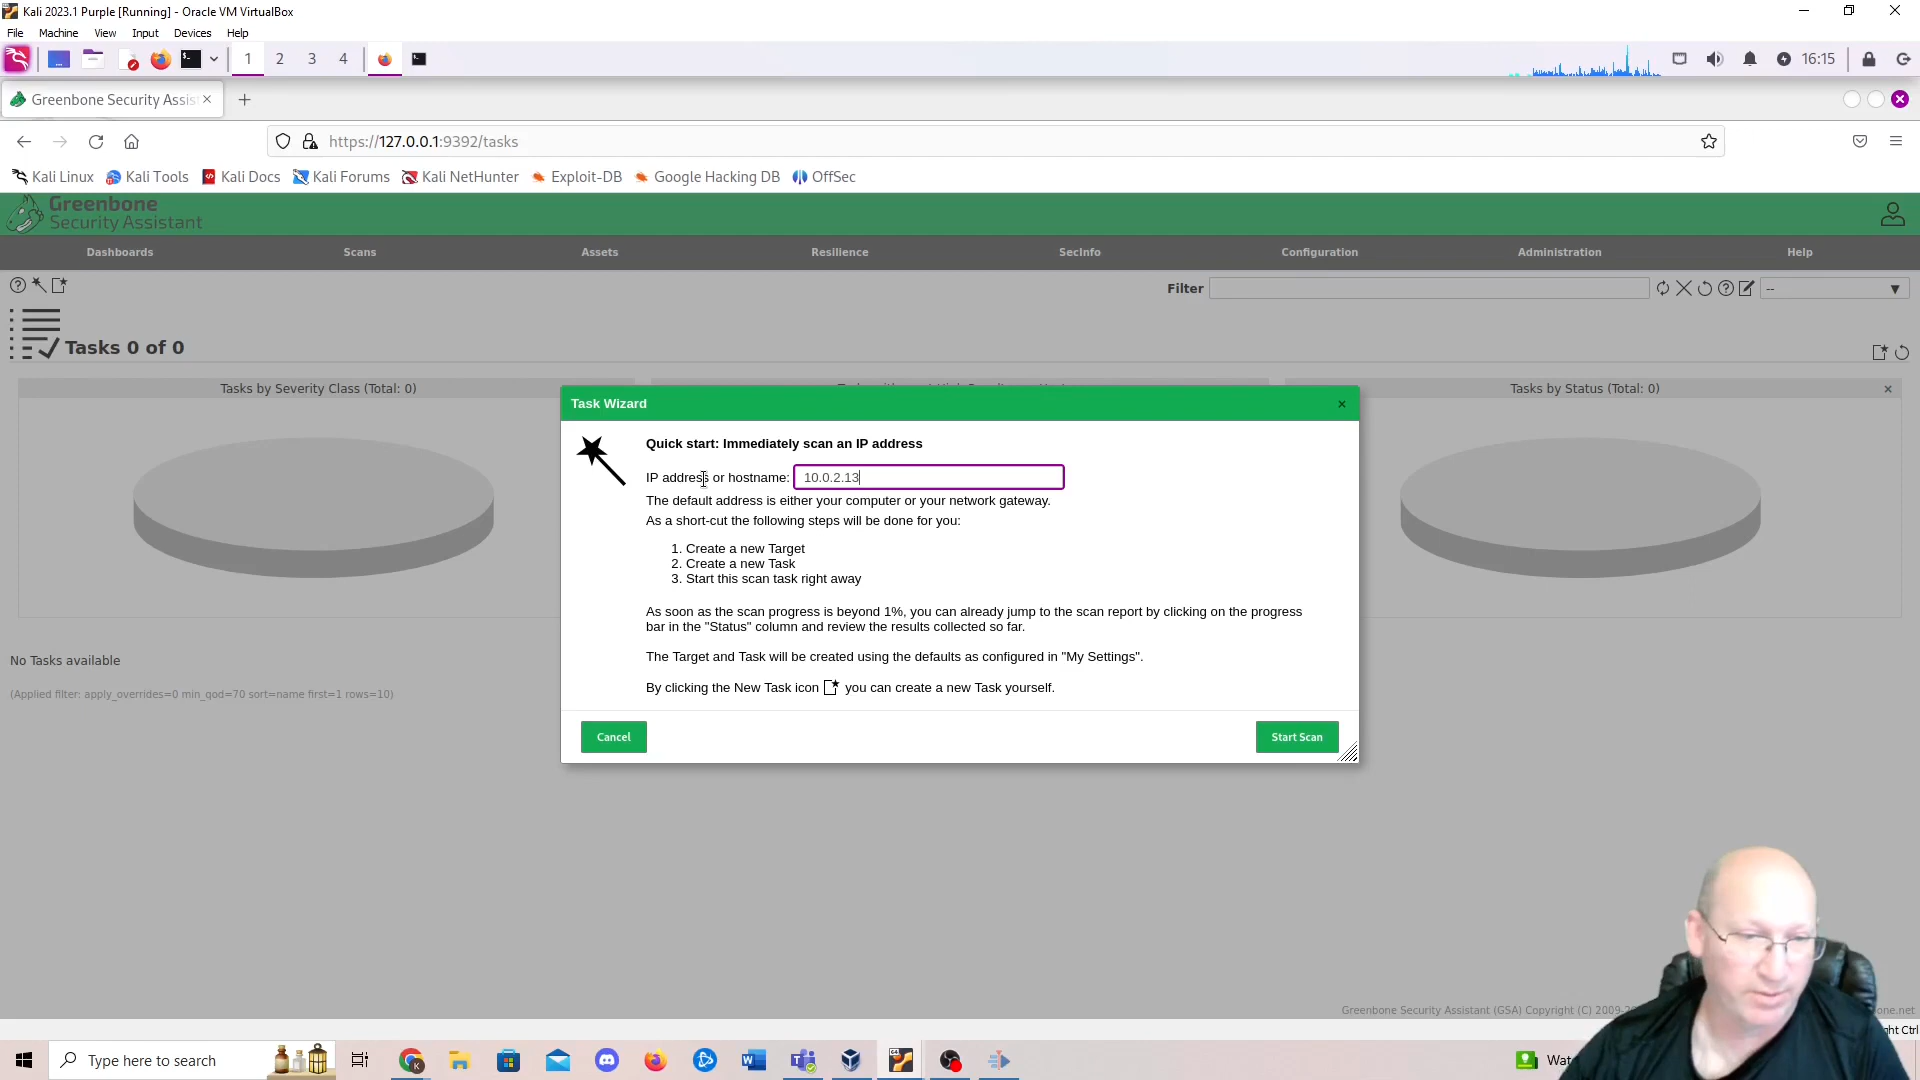 Kali 2023.1 Purple [Running] - Oracle VM VirtualBox
File Machine View Input Devices Help
1 2 3 4
16:15
Greenbone Security Assis
https://127.0.0.1:9392/tasks
Kali Linux Kali Tools Kali Docs Kali Forums Kali NetHunter Exploit-DB Google Hacking DB OffSec
Greenbone
Security Assistant
Dashboards Scans Assets Resilience SecInfo Configuration Administration Help
Filter --
Tasks 0 of 0
Tasks by Severity Class (Total: 0)
Tasks by Status (Total: 0)
Task Wizard
Quick start: Immediately scan an IP address
IP address or hostname: 10.0.2.13
The default address is either your computer or your network gateway.
As a short-cut the following steps will be done for you:
1. Create a new Target
2. Create a new Task
3. Start this scan task right away
As soon as the scan progress is beyond 1%, you can already jump to the scan report by clicking on the progress
bar in the "Status" column and review the results collected so far.
The Target and Task will be created using the defaults as configured in "My Settings".
By clicking the New Task icon you can create a new Task yourself.
Cancel Start Scan
No Tasks available
(Applied filter: apply_overrides=0 min_qod=70 sort=name first=1 rows=10)
Greenbone Security Assistant (GSA) Copyright (C) 2009-2 one.net
ght Ctrl
Type here to search
Wat